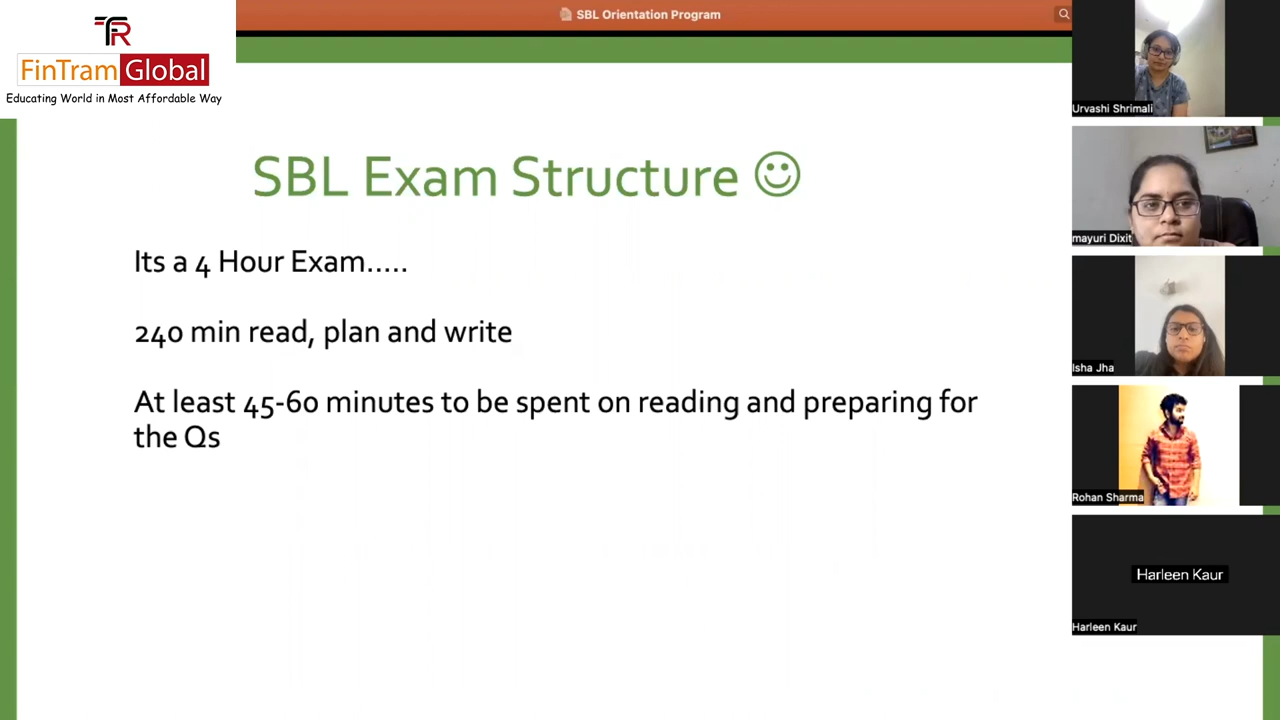 TR
FinTram Global
Educating World in Most Affordable Way
SBL Orientation Program
SBL Exam Structure ☺
Its a 4 Hour Exam.....
240 min read, plan and write
At least 45-60 minutes to be spent on reading and preparing for
the Qs
Urvashi Shrimali
mayuri Dixit
Isha Jha
Rohan Sharma
Harleen Kaur
Harleen Kaur